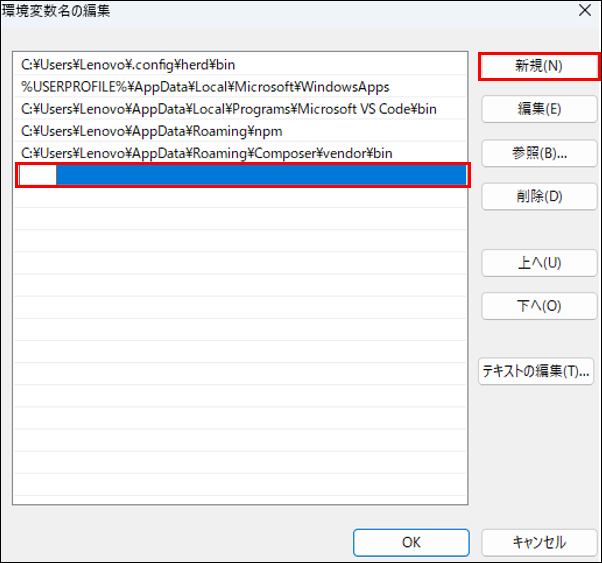 環境変数名の編集
C:¥Users¥Lenovo¥.config¥herd¥bin
%USERPROFILE%¥AppData¥Local¥Microsoft¥WindowsApps
C:¥Users¥Lenovo¥AppData¥Local¥Programs¥Microsoft VS Code¥bin
C:¥Users¥Lenovo¥AppData¥Roaming¥npm
C:¥Users¥Lenovo¥AppData¥Roaming¥Composer¥vendor¥bin
新規(N)
編集(E)
参照(B)...
削除(D)
上へ(U)
下へ(O)
テキストの編集(T)...
OK
キャンセル